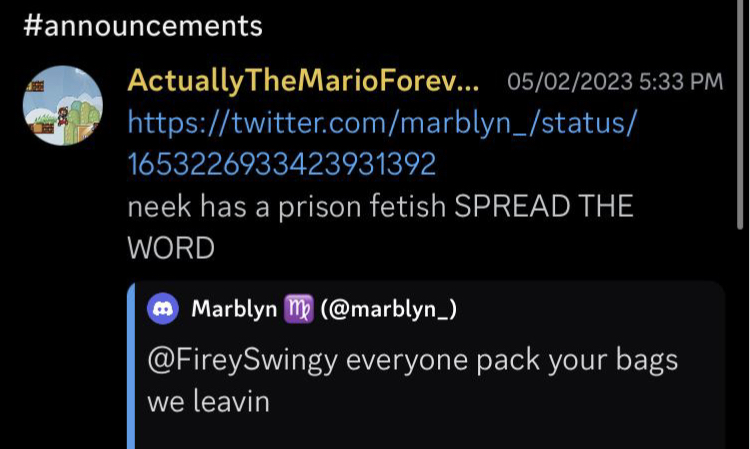 #announcements
ActuallyTheMarioForev... 05/02/2023 5:33 PM
https://twitter.com/marblyn_/status/
1653226933423931392
neek has a prison fetish SPREAD THE
WORD
Marblyn ♍ (@marblyn_)
@FireySwingy everyone pack your bags
we leavin